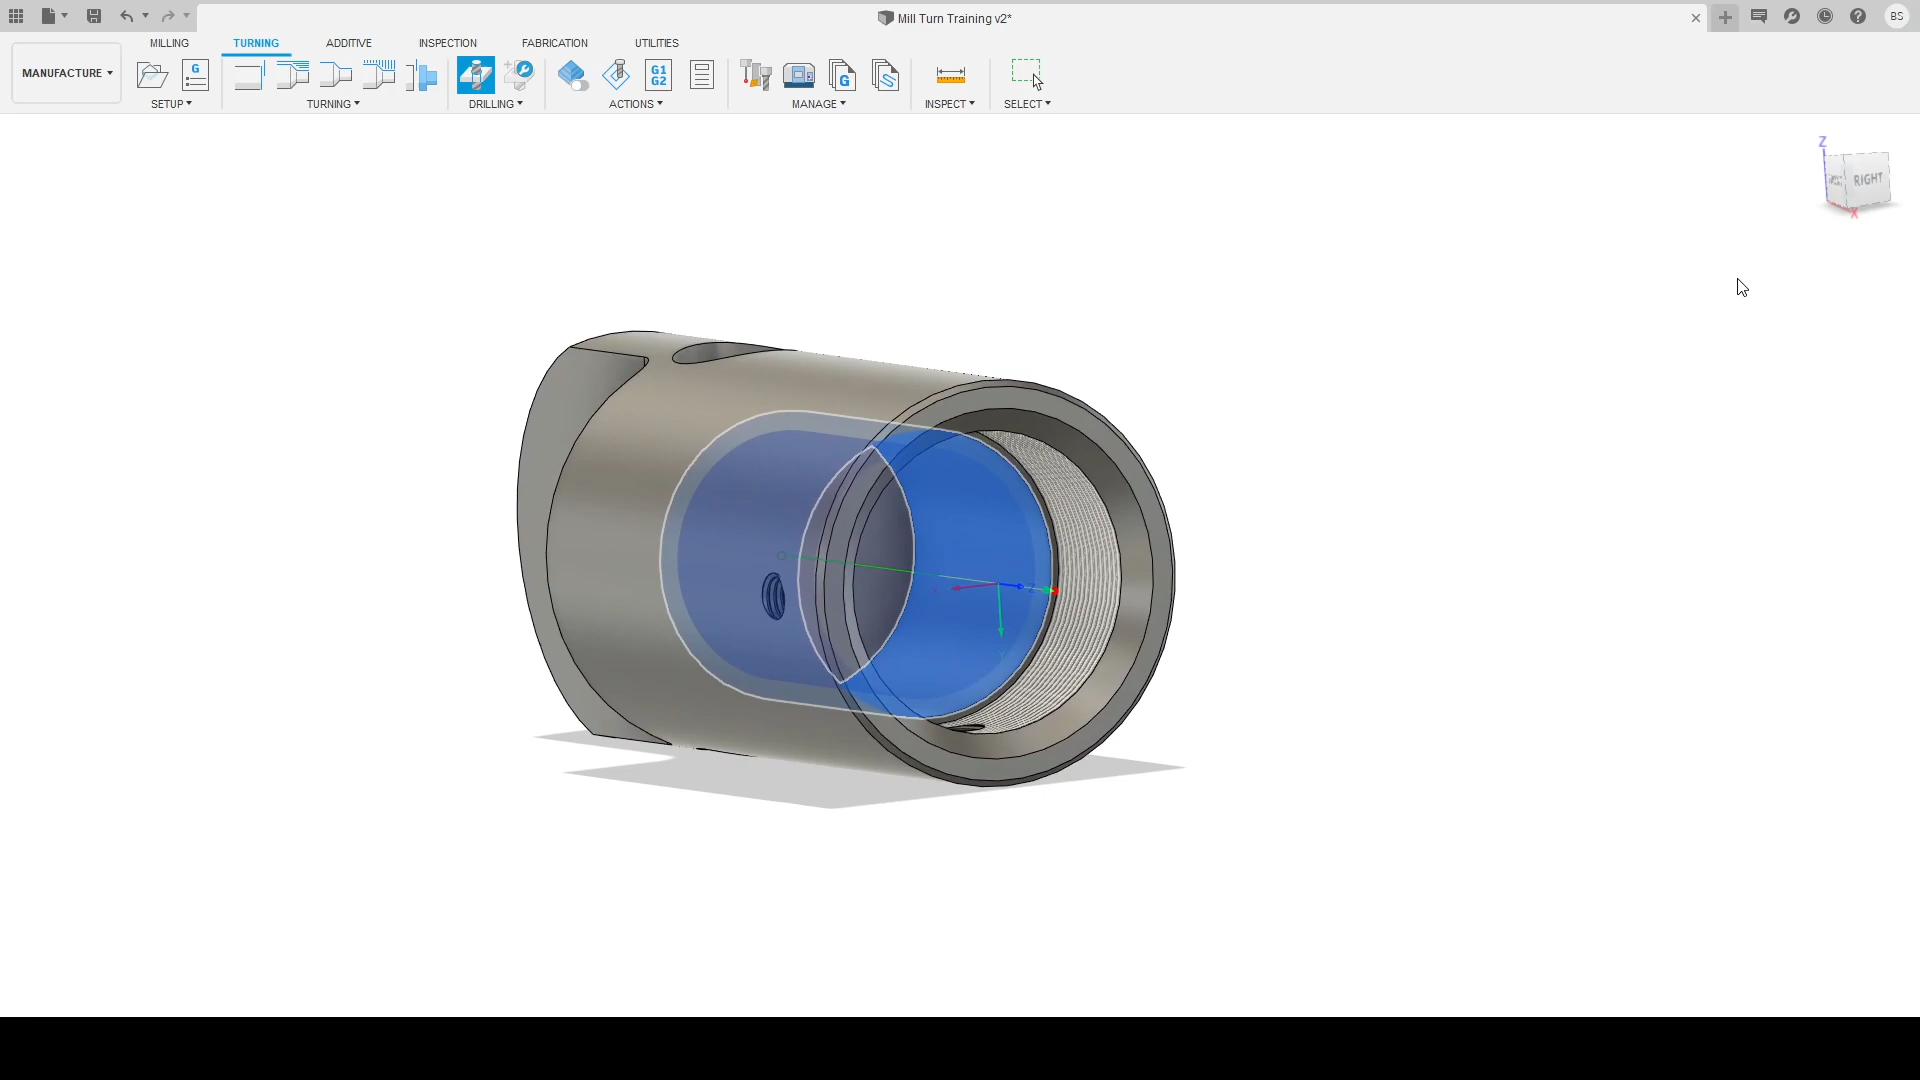 Mill Turn Training v2*
BS
MILLING
TURNING
ADDITIVE
INSPECTION
FABRICATION
UTILITIES
MANUFACTURE
G
G1
G2
G
SETUP
TURNING
DRILLING
ACTIONS
MANAGE
INSPECT
SELECT
Z
RIGHT
X
X
Z
Y